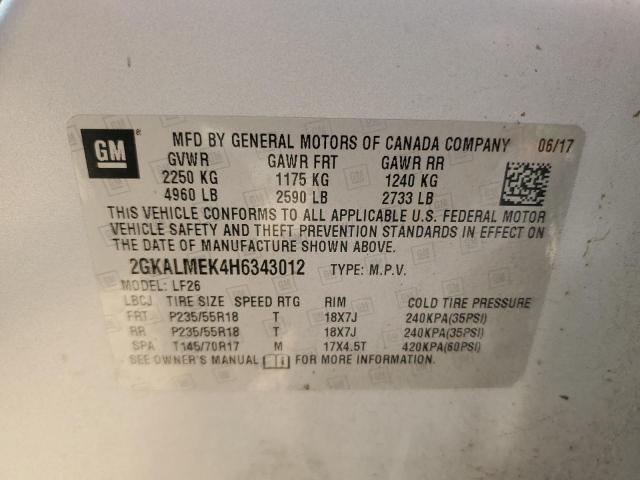 GM ®
MFD BY GENERAL MOTORS OF CANADA COMPANY 06/17
GVWR GAWR FRT GAWR RR
2250 KG 1175 KG 1240 KG
4960 LB 2590 LB 2733 LB
THIS VEHICLE CONFORMS TO ALL APPLICABLE U.S. FEDERAL MOTOR
VEHICLE SAFETY AND THEFT PREVENTION STANDARDS IN EFFECT ON
THE DATE OF MANUFACTURE SHOWN ABOVE.
2GKALMEK4H6343012 TYPE: M.P.V.
MODEL: LF26
LBCJ TIRE SIZE SPEED RTG RIM COLD TIRE PRESSURE
FRT P235/55R18 T 18X7J 240KPA(35PSI)
RR P235/55R18 T 18X7J 240KPA(35PSI)
SPA T145/70R17 M 17X4.5T 420KPA(60PSI)
SEE OWNER'S MANUAL FOR MORE INFORMATION.